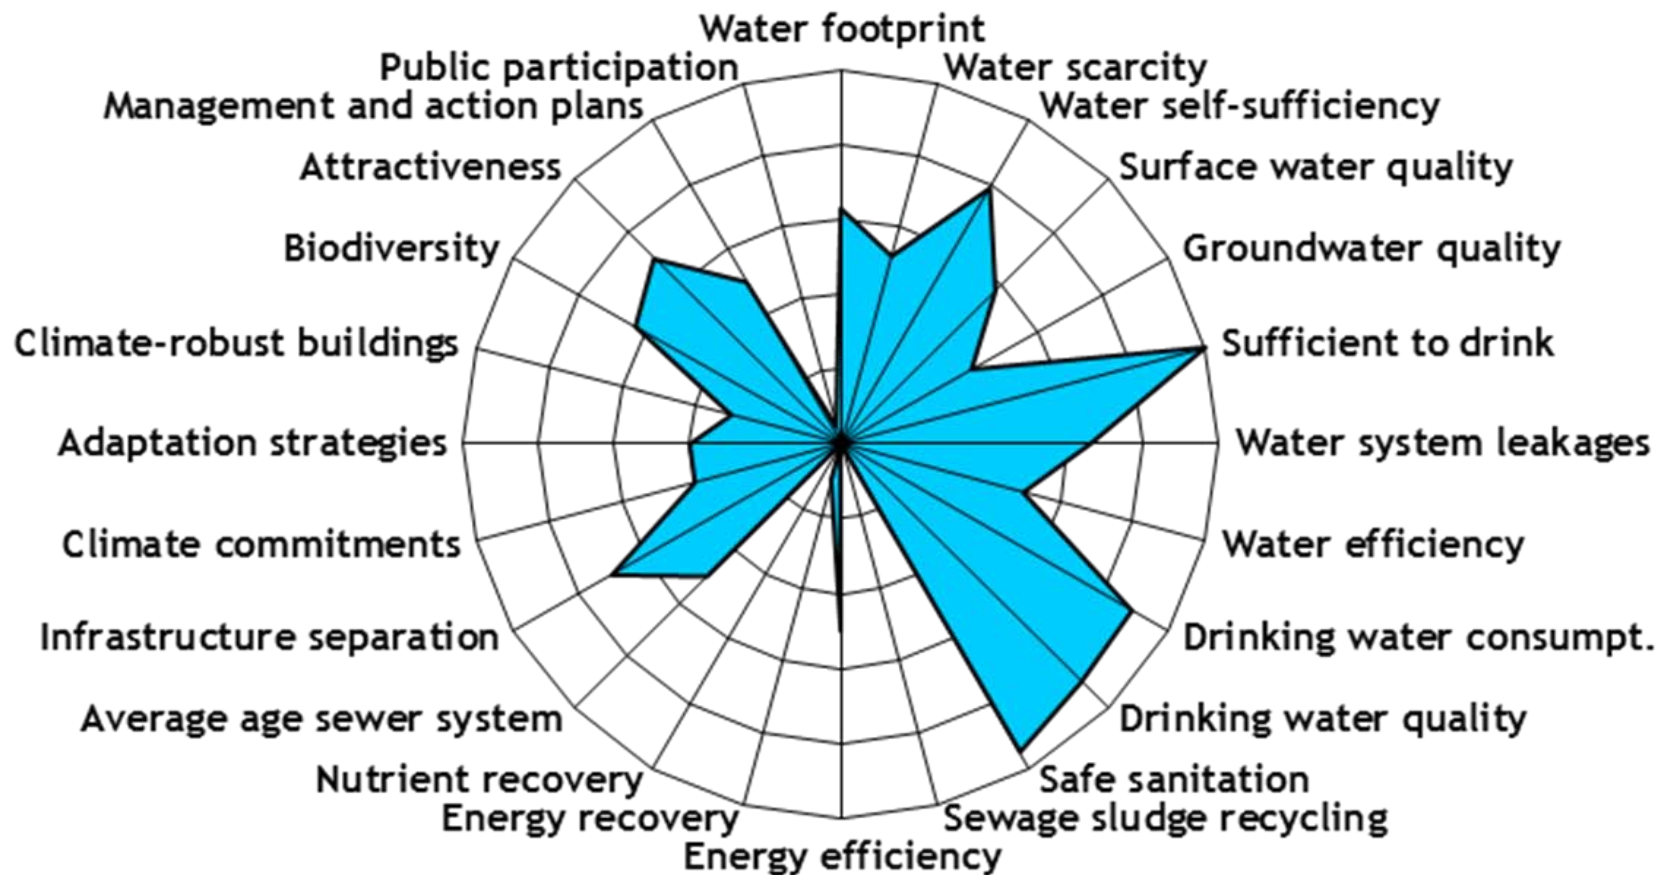 Water footprint
Water scarcity
Water self-sufficiency
Surface water quality
Groundwater quality
Sufficient to drink
Water system leakages
Water efficiency
Drinking water consumpt.
Drinking water quality
Safe sanitation
Sewage sludge recycling
Energy efficiency
Energy recovery
Nutrient recovery
Average age sewer system
Infrastructure separation
Climate commitments
Adaptation strategies
Climate-robust buildings
Biodiversity
Attractiveness
Management and action plans
Public participation